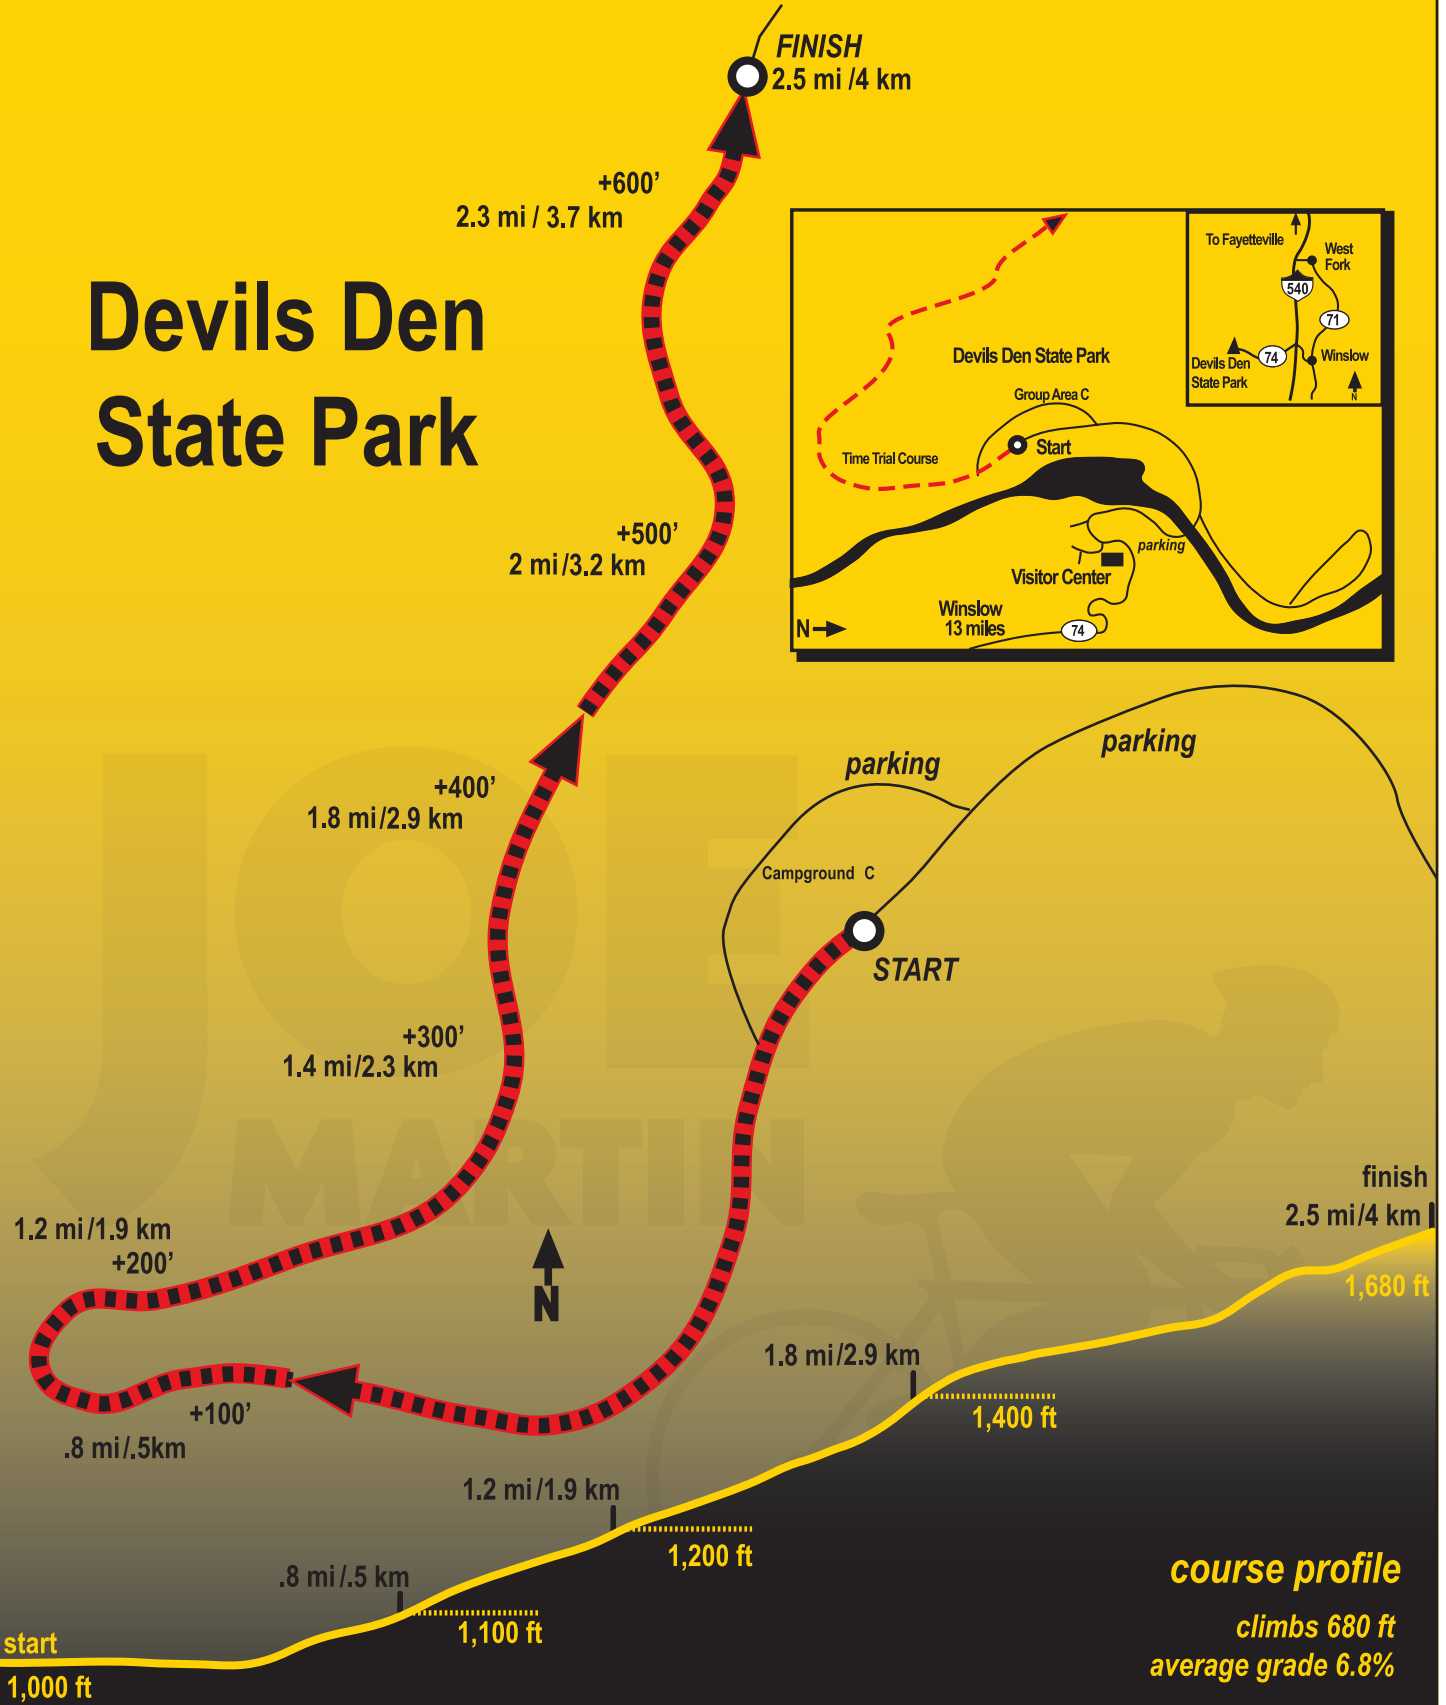 FINISH
2.5 mi /4 km
+600’
2.3 mi / 3.7 km
Devils Den
State Park
+500’
2 mi/3.2 km
+400’
1.8 mi/2.9 km
+300’
1.4 mi/2.3 km
1.2 mi/1.9 km
+200’
+100’
.8 mi/.5km
N
To Fayetteville
West
Fork
540
71
74
Winslow
Devils Den
State Park
N
Devils Den State Park
Group Area C
Start
Time Trial Course
parking
Visitor Center
Winslow
13 miles
74
N
parking
parking
Campground C
START
JOE
MARTIN
finish
2.5 mi/4 km
1,680 ft
1.8 mi/2.9 km
1,400 ft
1.2 mi/1.9 km
1,200 ft
.8 mi/.5 km
1,100 ft
start
1,000 ft
course profile
climbs 680 ft
average grade 6.8%